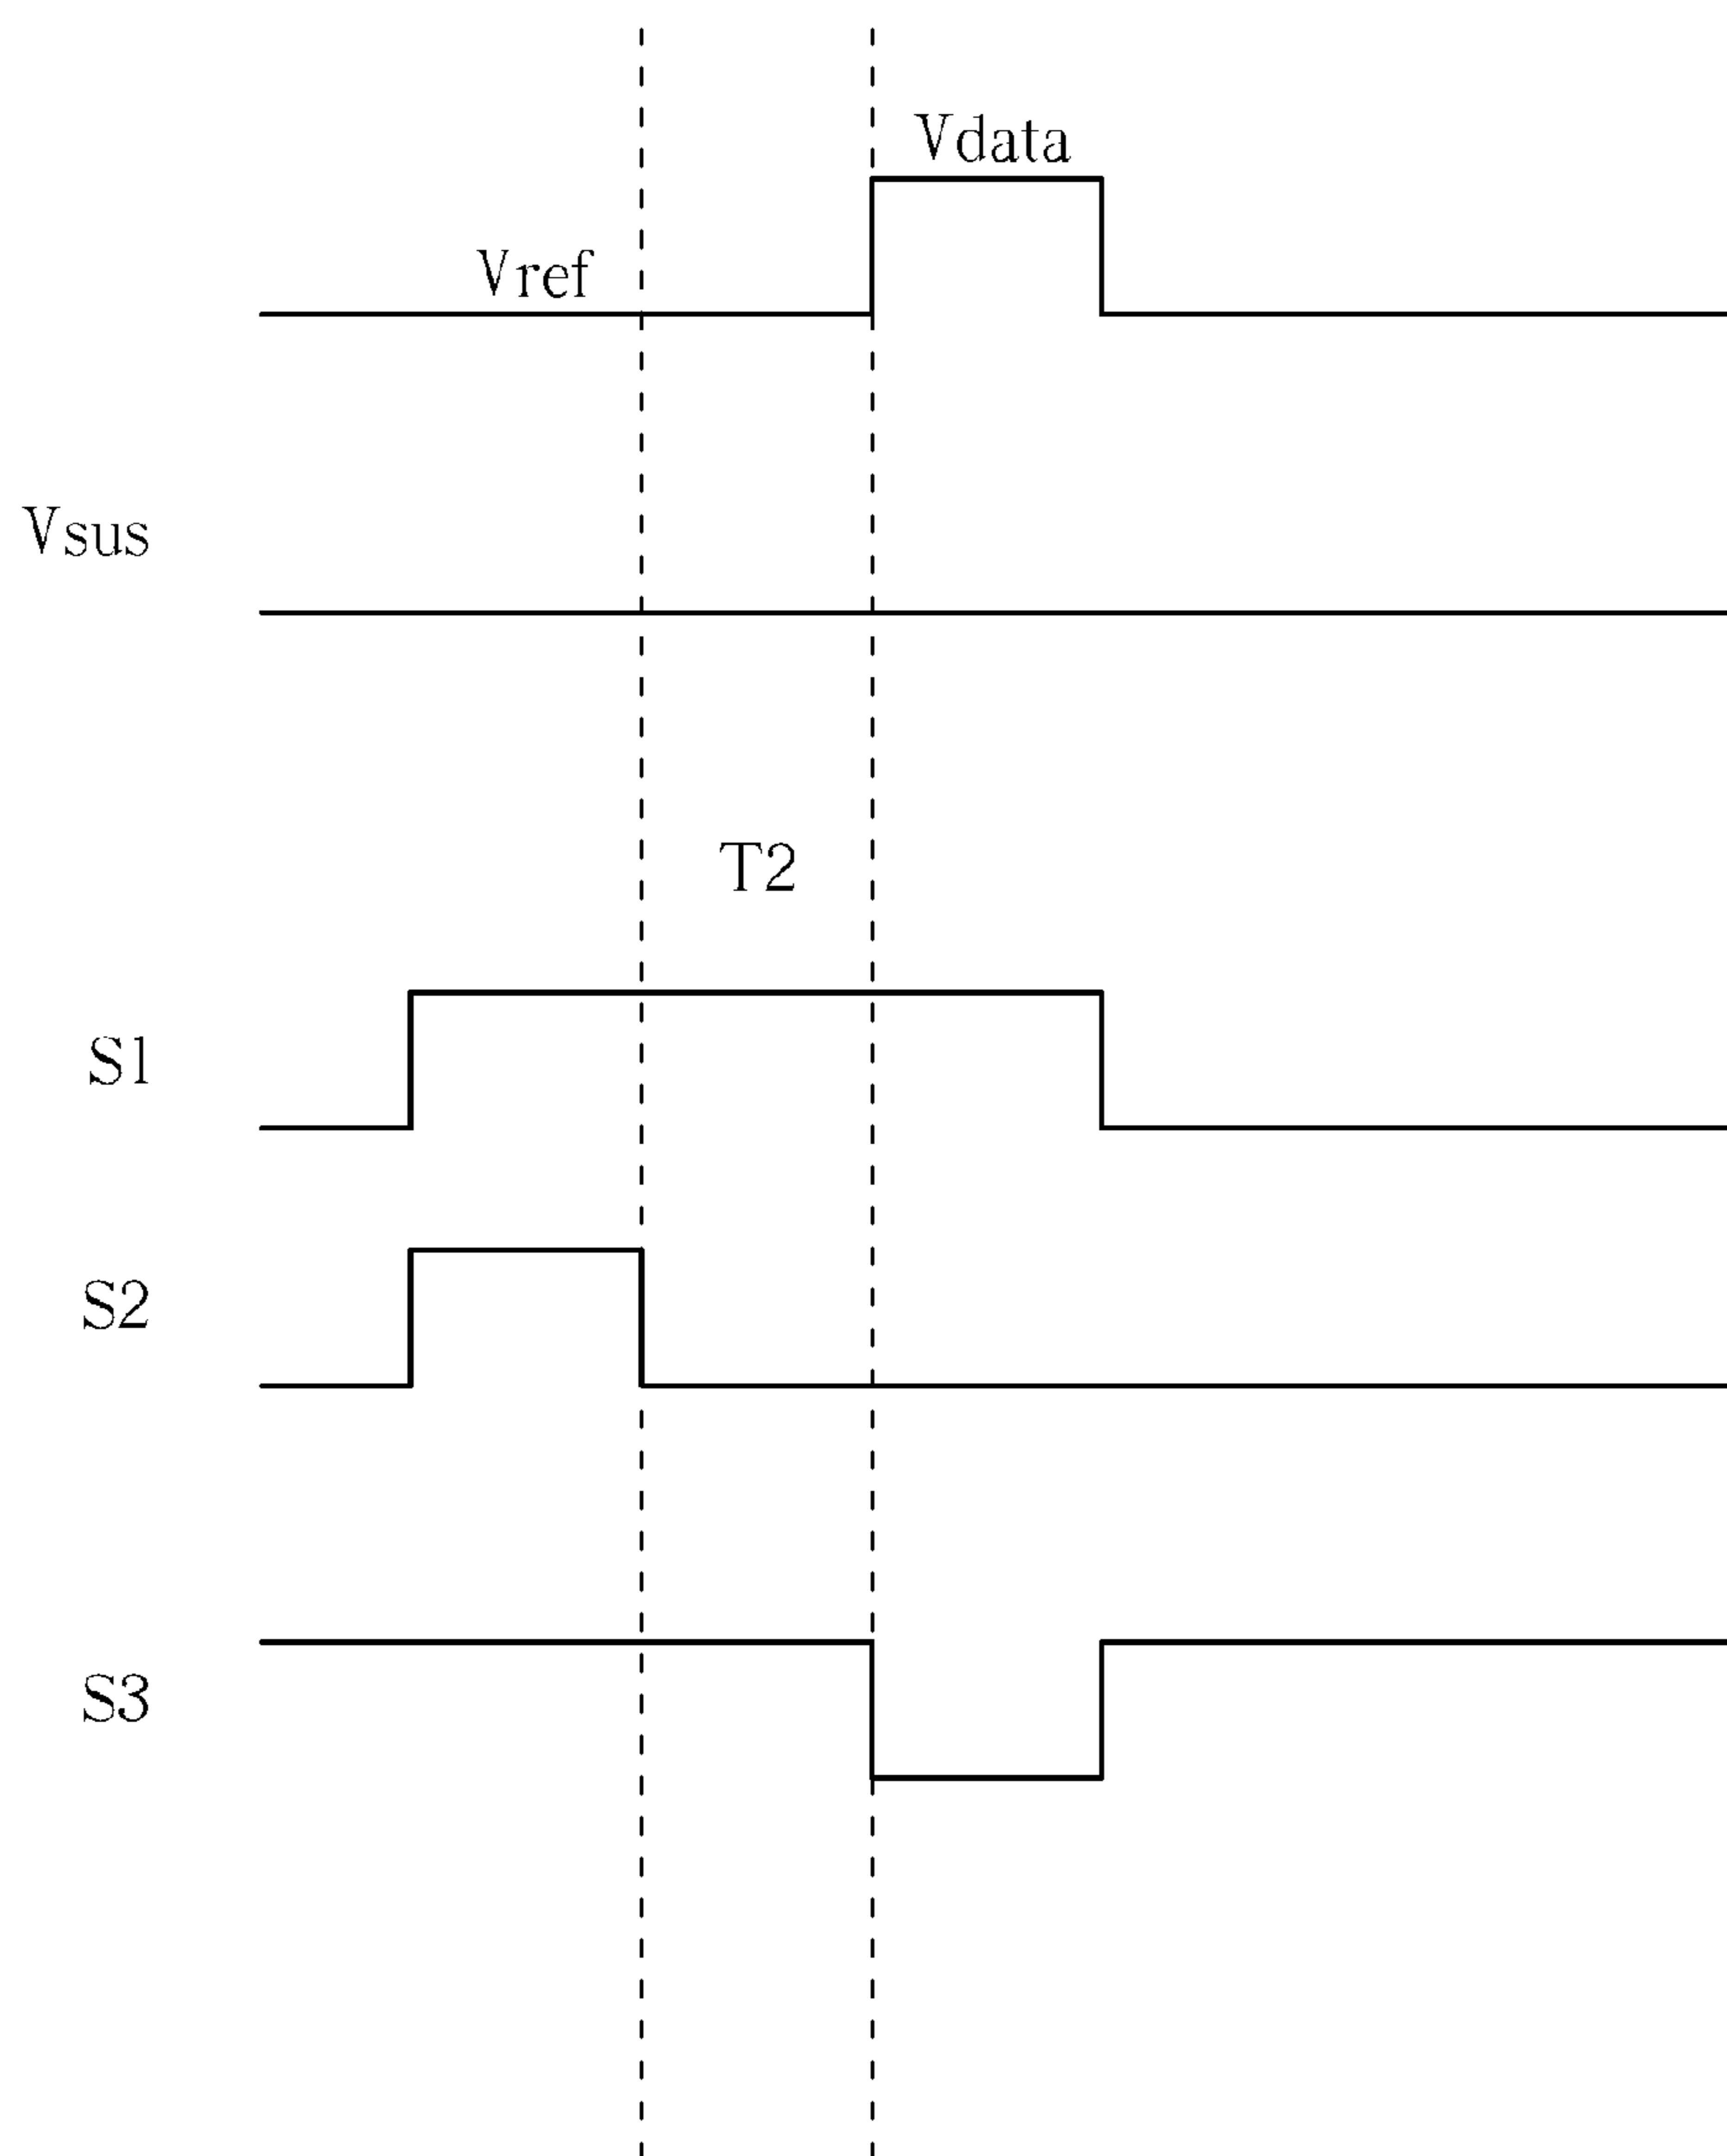 Vdata
Vref
Vsus
T2
S1
S2
S3